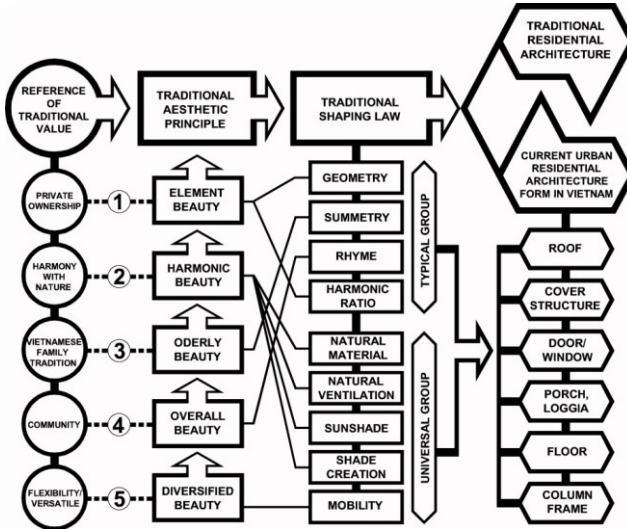 TRADITIONAL
RESIDENTIAL
ARCHITECTURE
REFERENCE
OF
TRADITIONAL
VALUE
TRADITIONAL
AESTHETIC
PRINCIPLE
TRADITIONAL
SHAPING LAW
CURRENT URBAN
RESIDENTIAL
ARCHITECTURE
FORM IN VIETNAM
PRIVATE
OWNERSHIP
1
ELEMENT
BEAUTY
HARMONY
WITH
NATURE
2
HARMONIC
BEAUTY
VIETNAMESE
FAMILY
TRADITION
3
ODERLY
BEAUTY
COMMUNITY
4
OVERALL
BEAUTY
FLEXIBILITY/
VERSATILE
5
DIVERSIFIED
BEAUTY
GEOMETRY
SUMMETRY
RHYME
HARMONIC
RATIO
NATURAL
MATERIAL
NATURAL
VENTILATION
SUNSHADE
SHADE
CREATION
MOBILITY
TYPICAL GROUP
UNIVERSAL GROUP
ROOF
COVER
STRUCTURE
DOOR/
WINDOW
PORCH,
LOGGIA
FLOOR
COLUMN
FRAME